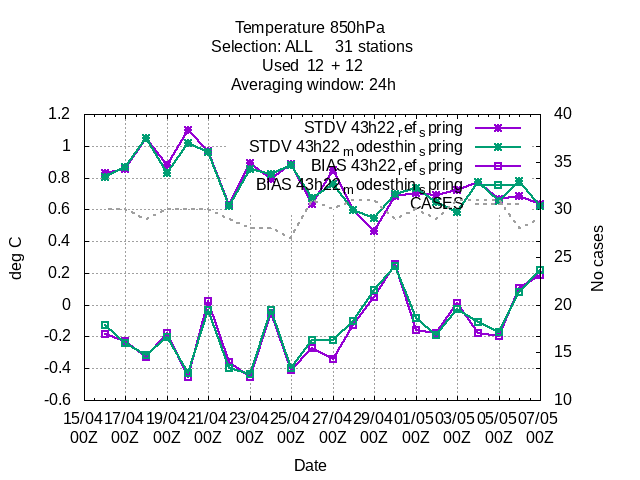 Temperature 850hPa
Selection: ALL 31 stations
Used 12 + 12
Averaging window: 24h
STDV 43h22refspring
STDV 43h22modesthinspring
BIAS 43h22refspring
BIAS 43h22modesthinspring
CASES
1.2
1
0.8
0.6
0.4
0.2
0
-0.2
-0.4
-0.6
40
35
30
25
20
15
10
deg C
No cases
15/04 17/04 19/04 21/04 23/04 25/04 27/04 29/04 01/05 03/05 05/05 07/05
00Z 00Z 00Z 00Z 00Z 00Z 00Z 00Z 00Z 00Z 00Z 00Z
Date